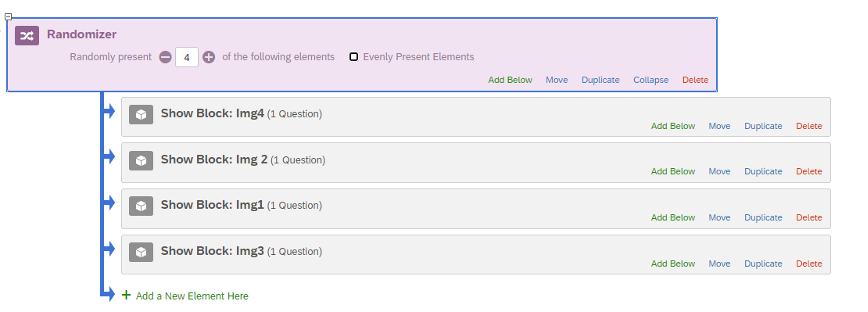 Randomizer
Randomly present 4 of the following elements Evenly Present Elements
Add Below Move Duplicate Collapse Delete
Show Block: Img4 (1 Question)
Add Below Move Duplicate Delete
Show Block: Img 2 (1 Question)
Add Below Move Duplicate Delete
Show Block: Img1 (1 Question)
Add Below Move Duplicate Delete
Show Block: Img3 (1 Question)
Add Below Move Duplicate Delete
+ Add a New Element Here